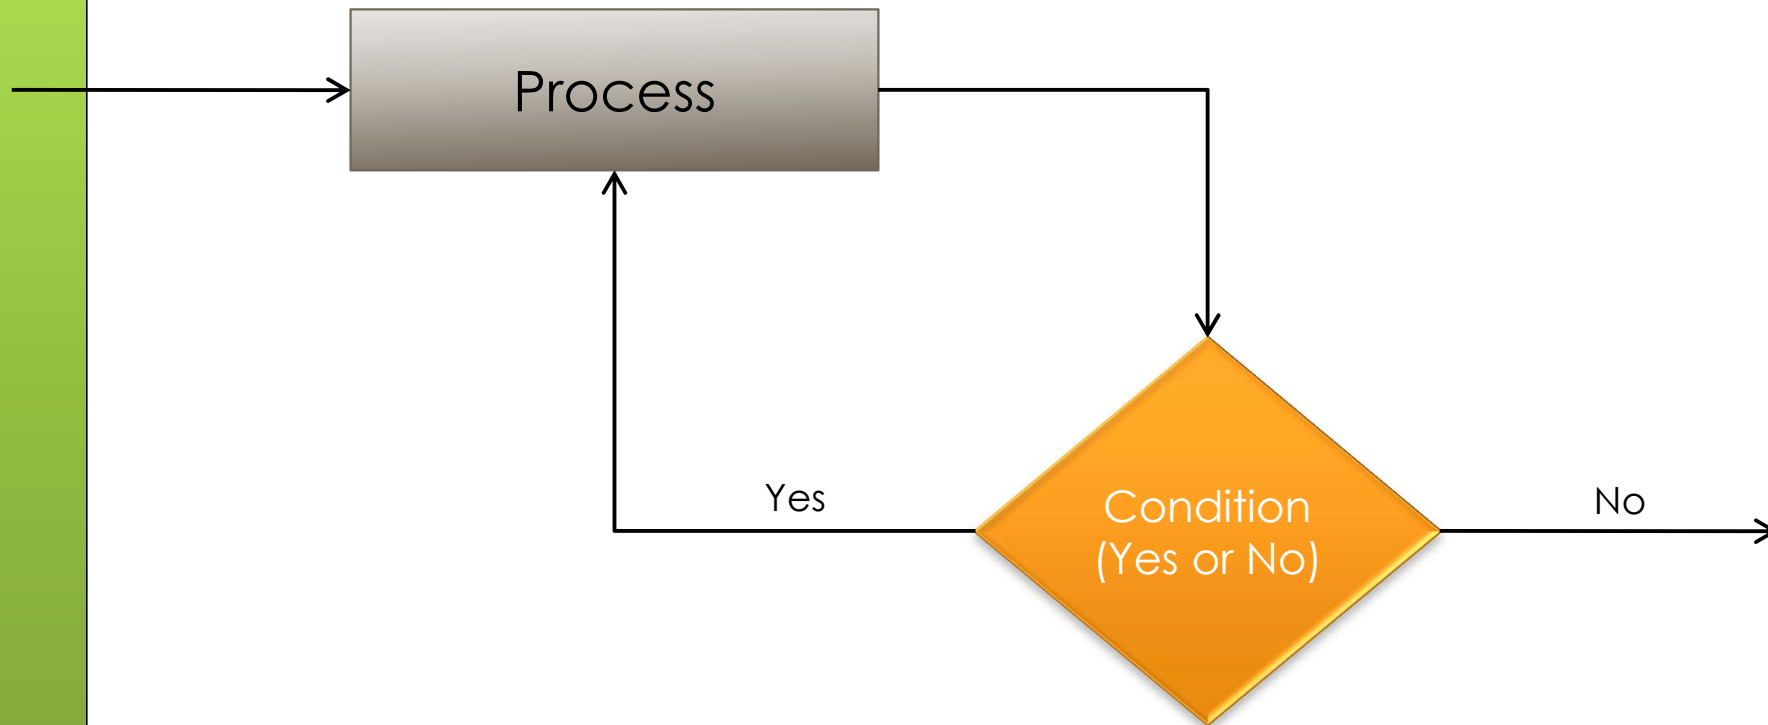 Process
Yes
Condition
(Yes or No)
No